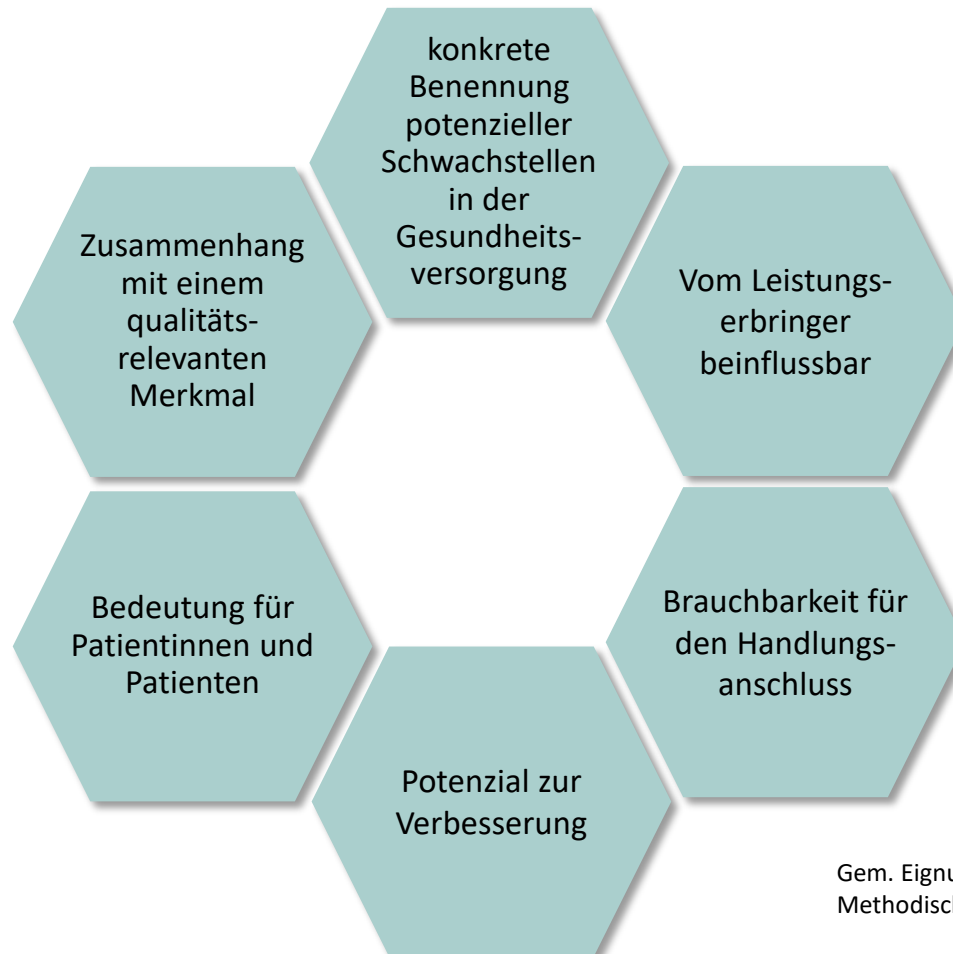 konkrete
Benennung
potenzieller
Schwachstellen
in der
Gesundheits-
versorgung
Zusammenhang
mit einem
qualitäts-
relevanten
Merkmal
Vom Leistungs-
erbringer
beinflussbar
Bedeutung für
Patientinnen und
Patienten
Brauchbarkeit für
den Handlungs-
anschluss
Potenzial zur
Verbesserung
Gem.